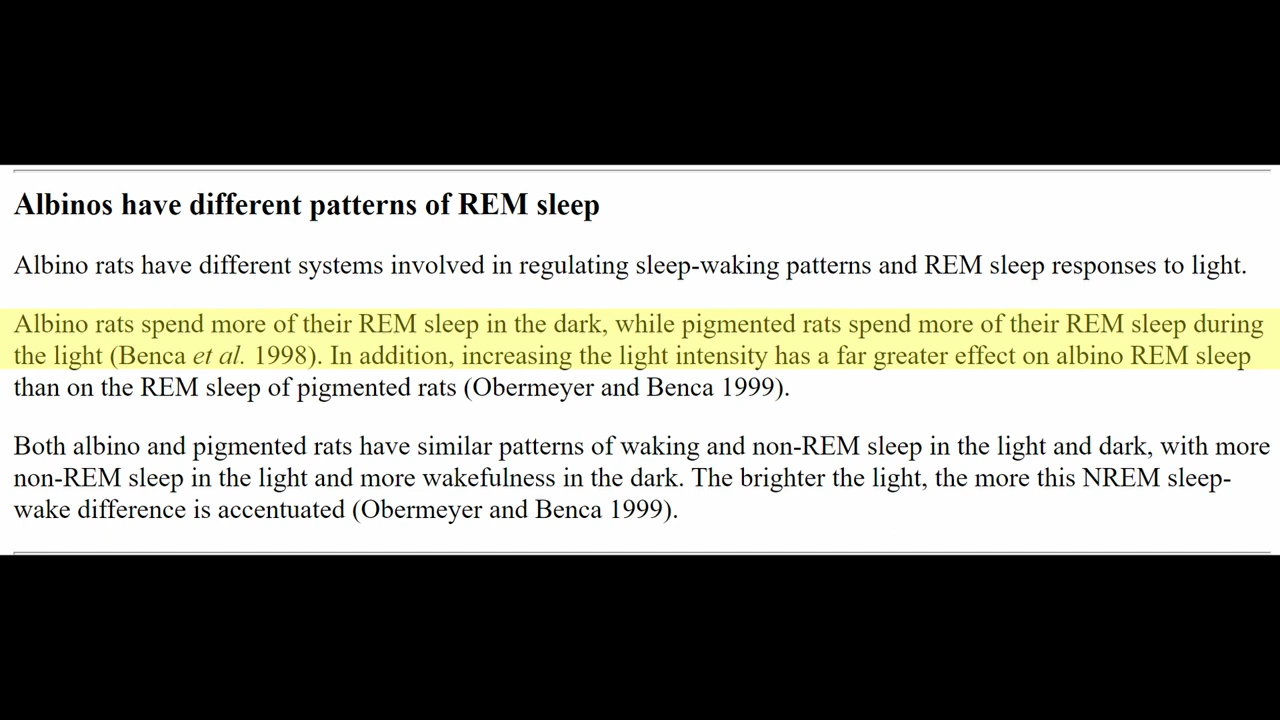 Albinos have different patterns of REM sleep
Albino rats have different systems involved in regulating sleep-waking patterns and REM sleep responses to light.
Albino rats spend more of their REM sleep in the dark, while pigmented rats spend more of their REM sleep during
the light (Benca et al. 1998). In addition, increasing the light intensity has a far greater effect on albino REM sleep
than on the REM sleep of pigmented rats (Obermeyer and Benca 1999).
Both albino and pigmented rats have similar patterns of waking and non-REM sleep in the light and dark, with more
non-REM sleep in the light and more wakefulness in the dark. The brighter the light, the more this NREM sleep-
wake difference is accentuated (Obermeyer and Benca 1999).